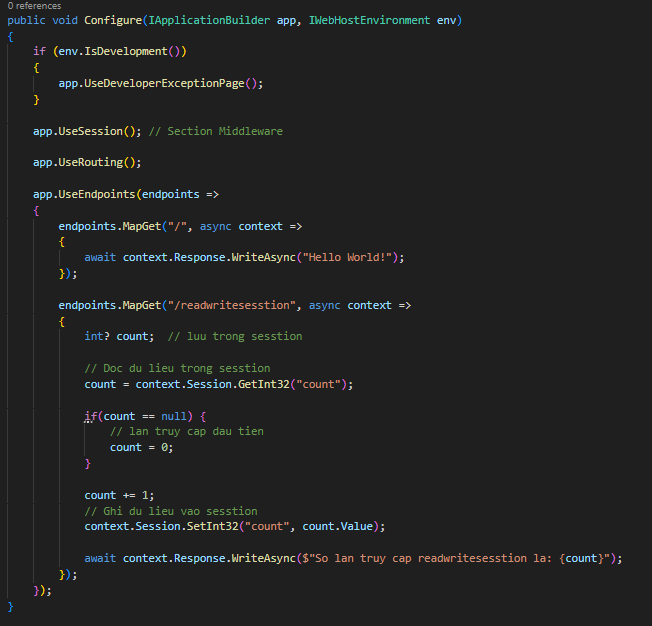 0 references
public void Configure(IApplicationBuilder app, IWebHostEnvironment env)
{
if (env.IsDevelopment())
{
app.UseDeveloperExceptionPage();
}
app.UseSession(); // Section Middleware
app.UseRouting();
app.UseEndpoints(endpoints =>
{
endpoints.MapGet("/", async context =>
{
await context.Response.WriteAsync("Hello World!");
});
endpoints.MapGet("/readwritesesstion", async context =>
{
int? count;  // luu trong sesstion
// Doc du lieu trong sesstion
count = context.Session.GetInt32("count");
if(count == null) {
// lan truy cap dau tien
count = 0;
}
count += 1;
// Ghi du lieu vao sesstion
context.Session.SetInt32("count", count.Value);
await context.Response.WriteAsync($"So lan truy cap readwritesesstion la: {count}");
});
});
}